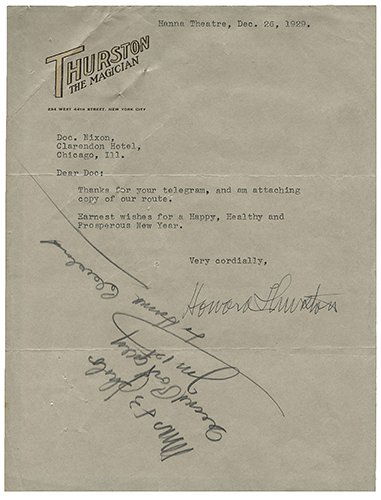 Hanna Theatre, Dec. 26, 1929.
THURSTON
THE MAGICIAN
234 WEST 44TH STREET, NEW YORK CITY
Doc. Nixon,
Clarendon Hotel,
Chicago, Ill.
Dear Doc:
Thanks for your telegram, and am attaching
copy of our route.
Earnest wishes for a Happy, Healthy and
Prosperous New Year.
Very cordially,
Howard Thurston
Hanna Cleveland